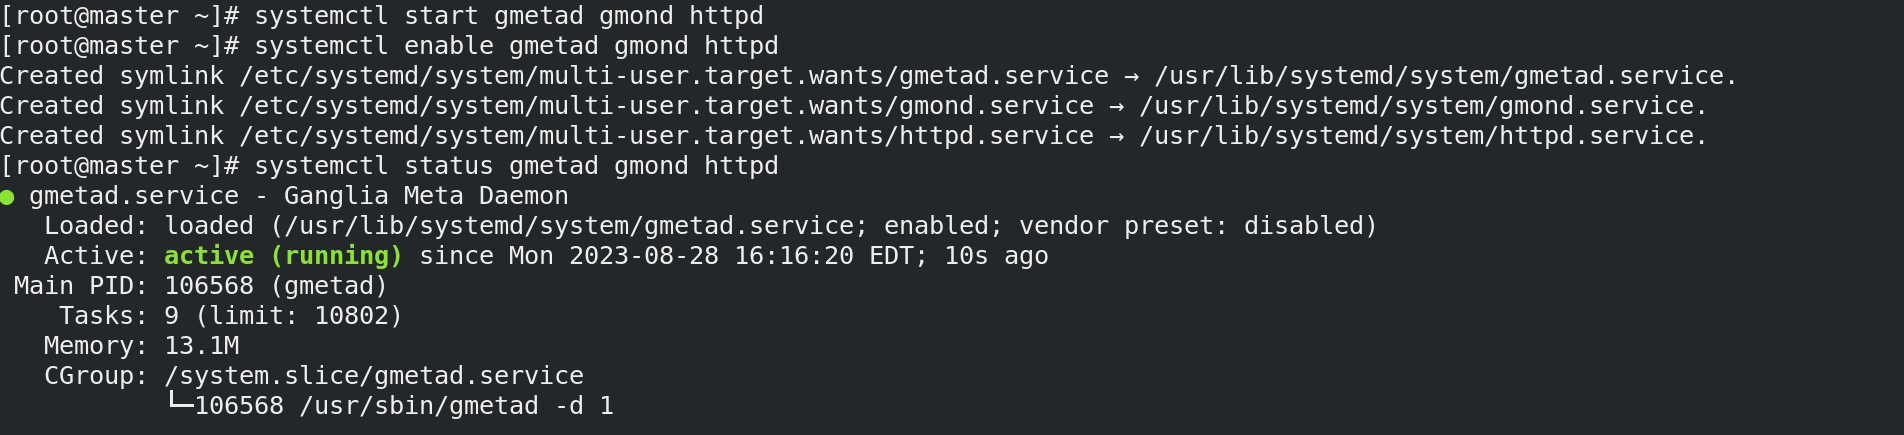 [root@master ~]# systemctl start gmetad gmond httpd
[root@master ~]# systemctl enable gmetad gmond httpd
Created symlink /etc/systemd/system/multi-user.target.wants/gmetad.service → /usr/lib/systemd/system/gmetad.service.
Created symlink /etc/systemd/system/multi-user.target.wants/gmond.service → /usr/lib/systemd/system/gmond.service.
Created symlink /etc/systemd/system/multi-user.target.wants/httpd.service → /usr/lib/systemd/system/httpd.service.
[root@master ~]# systemctl status gmetad gmond httpd
● gmetad.service - Ganglia Meta Daemon
   Loaded: loaded (/usr/lib/systemd/system/gmetad.service; enabled; vendor preset: disabled)
   Active: active (running) since Mon 2023-08-28 16:16:20 EDT; 10s ago
 Main PID: 106568 (gmetad)
    Tasks: 9 (limit: 10802)
   Memory: 13.1M
   CGroup: /system.slice/gmetad.service
           └─106568 /usr/sbin/gmetad -d 1